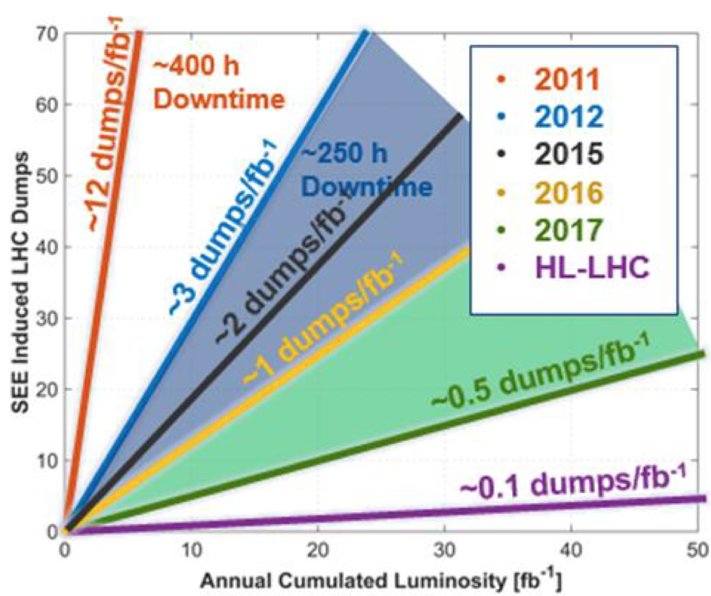 70
60
50
40
30
20
10
0
SEE Induced LHC Dumps
~12 dumps/fb-1
~400 h
Downtime
~3 dumps/fb-1
~250 h
Downtime
~2 dumps/fb-1
~1 dumps/fb-1
~0.5 dumps/fb-1
~0.1 dumps/fb-1
• 2011
• 2012
• 2015
• 2016
• 2017
• HL-LHC
0 10 20 30 40 50
Annual Cumulated Luminosity [fb-1]